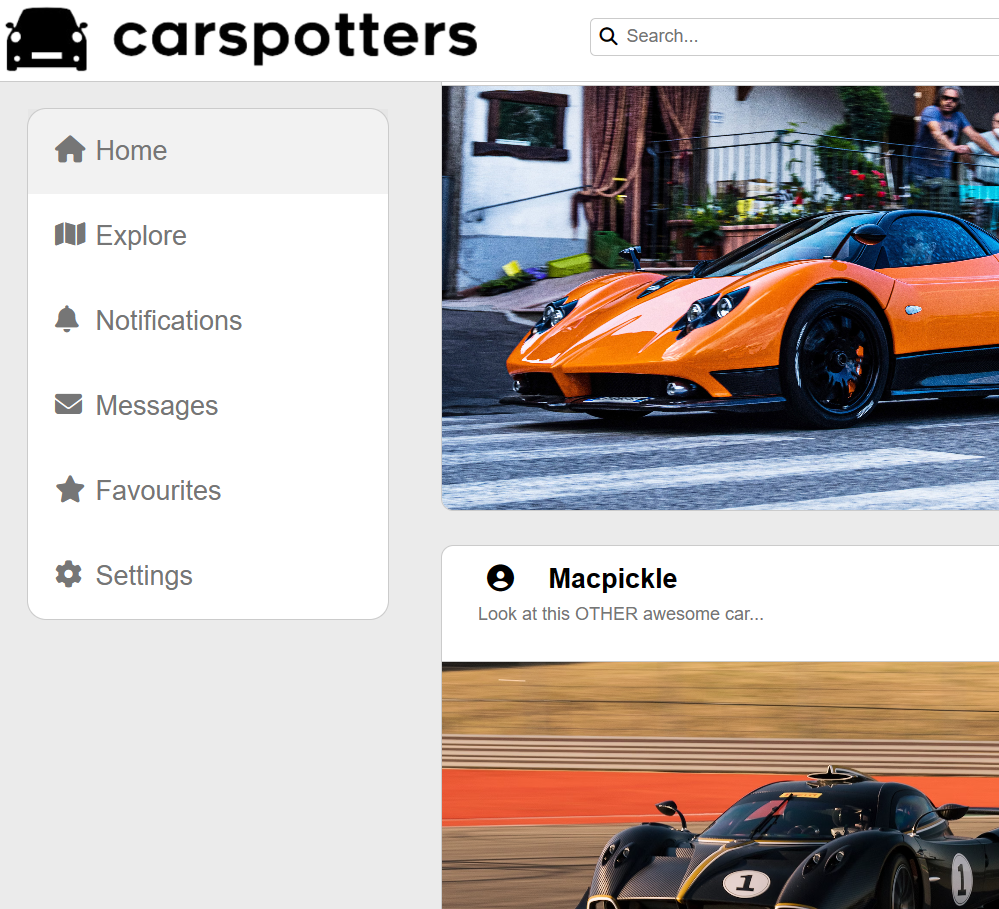 carspotters
Search...
Home
Explore
Notifications
Messages
Favourites
Settings
Macpickle
Look at this OTHER awesome car...
1
1